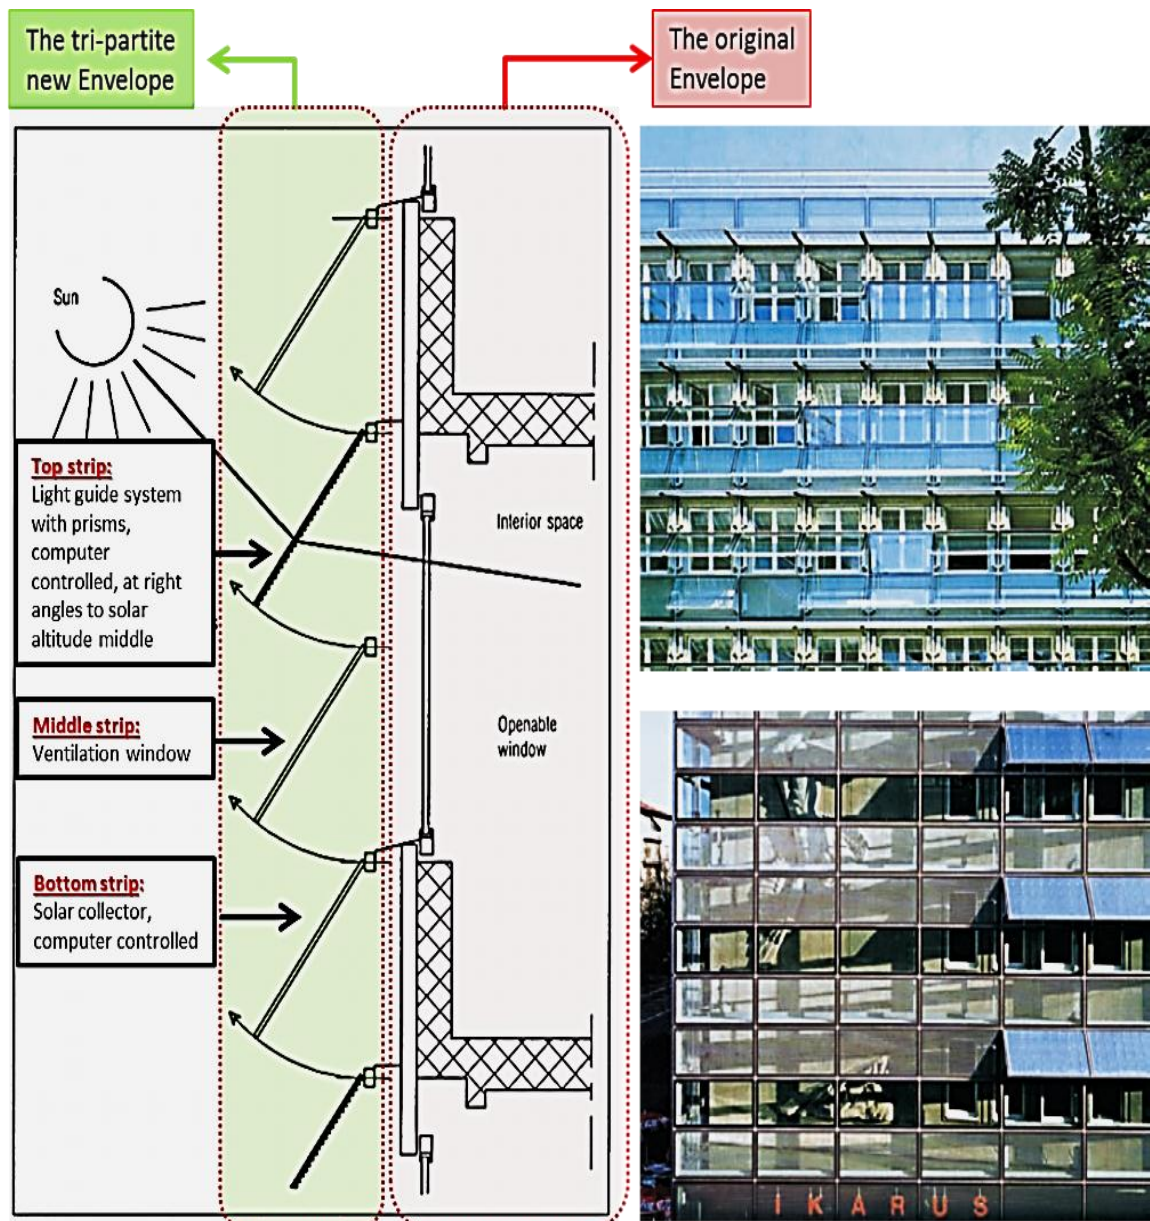 The tri-partite
new Envelope
The original
Envelope
Sun
Top strip:
Light guide system
with prisms,
computer
controlled, at right
angles to solar
altitude middle
Interior space
Middle strip:
Ventilation window
Openable
window
Bottom strip:
Solar collector,
computer controlled
IKARUS